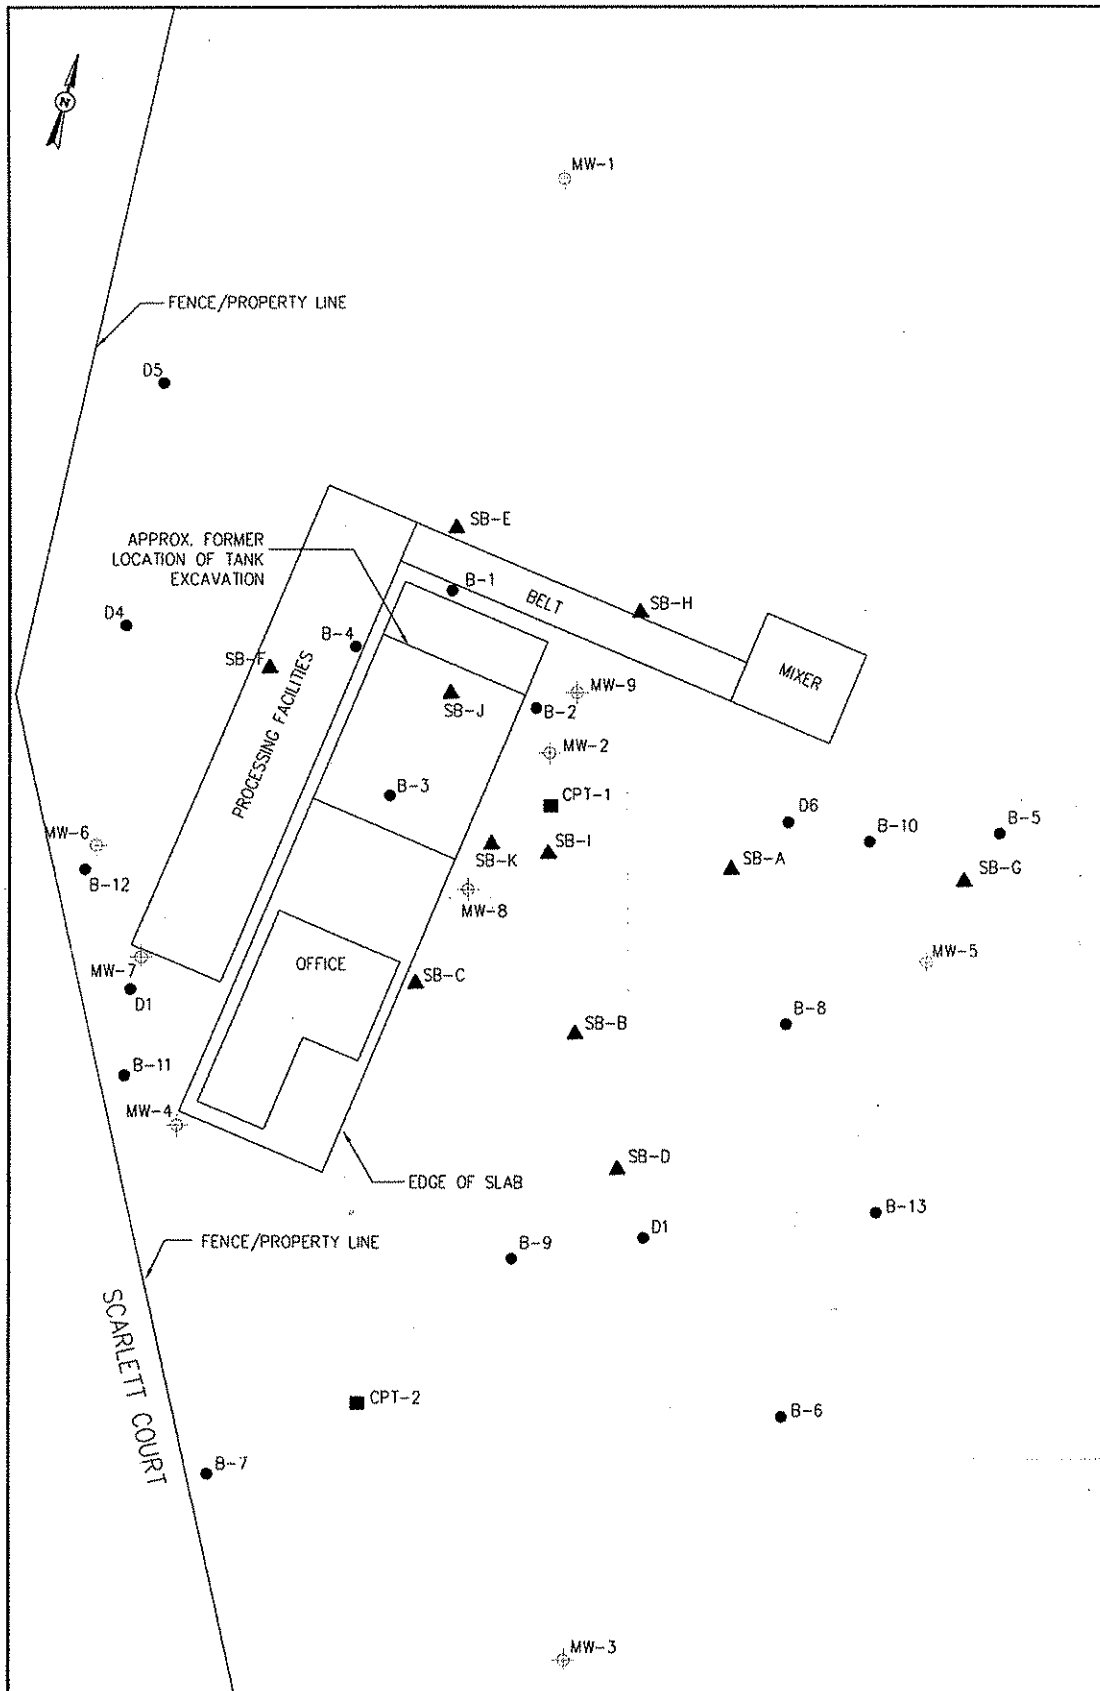 N
MW-1
FENCE/PROPERTY LINE
D5
SB-E
APPROX. FORMER
LOCATION OF TANK
EXCAVATION
B-1
BELT
SB-H
D4
B-4
SB-F
MIXER
PROCESSING FACILITIES
SB-J
MW-9
B-2
MW-2
B-3
CPT-1
D6
B-5
B-10
MW-6
SB-K
SB-I
SB-A
SB-G
B-12
MW-8
MW-7
OFFICE
MW-5
D1
SB-C
B-8
SB-B
B-11
MW-4
SB-D
EDGE OF SLAB
B-13
FENCE/PROPERTY LINE
B-9
D1
SCARLETT COURT
CPT-2
B-6
B-7
MW-3